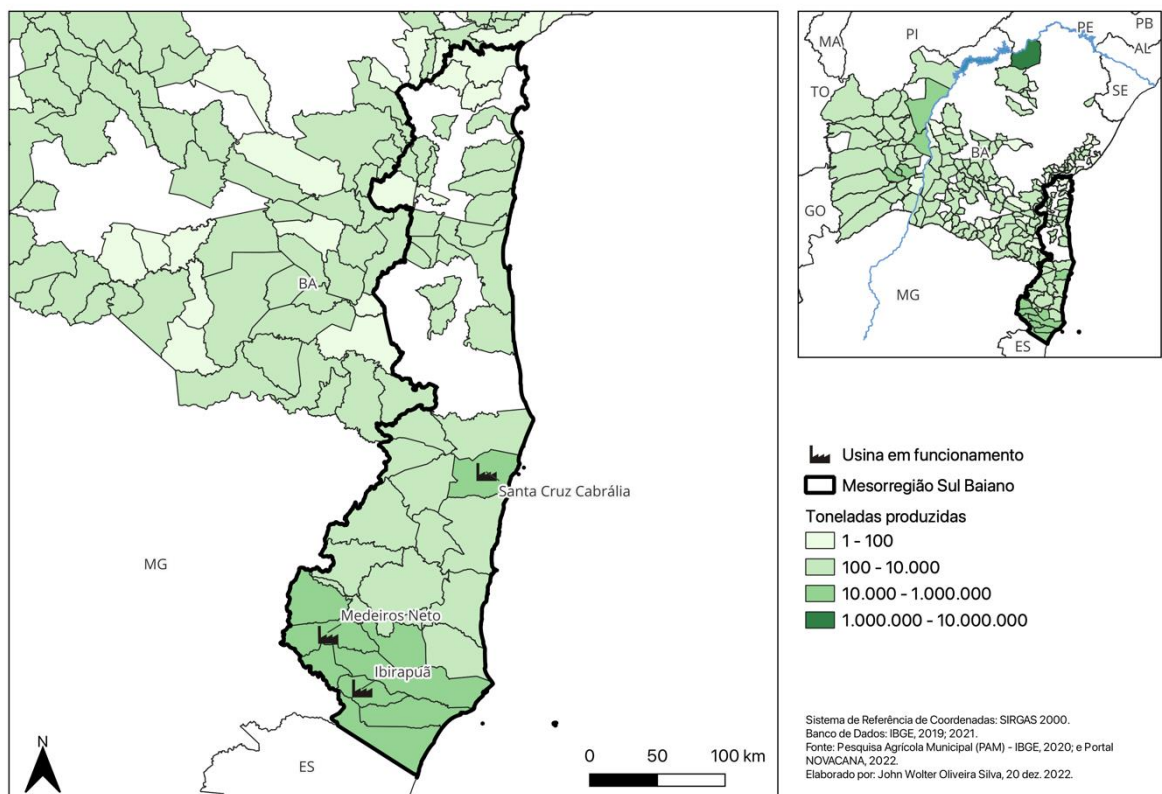 BA
Santa Cruz Cabrália
MG
Medeiros Neto
Ibirapuã
ES
N
0 50 100 km
MA
PI
PE
PB
AL
TO
SE
BA
GO
MG
ES
Usina em funcionamento
Mesorregião Sul Baiano
Toneladas produzidas
1 - 100
100 - 10.000
10.000 - 1.000.000
1.000.000 - 10.000.000
Sistema de Referência de Coordenadas: SIRGAS 2000.
Banco de Dados: IBGE, 2019; 2021.
Fonte: Pesquisa Agrícola Municipal (PAM) - IBGE, 2020; e Portal
NOVACANA, 2022.
Elaborado por: John Wolter Oliveira Silva, 20 dez. 2022.